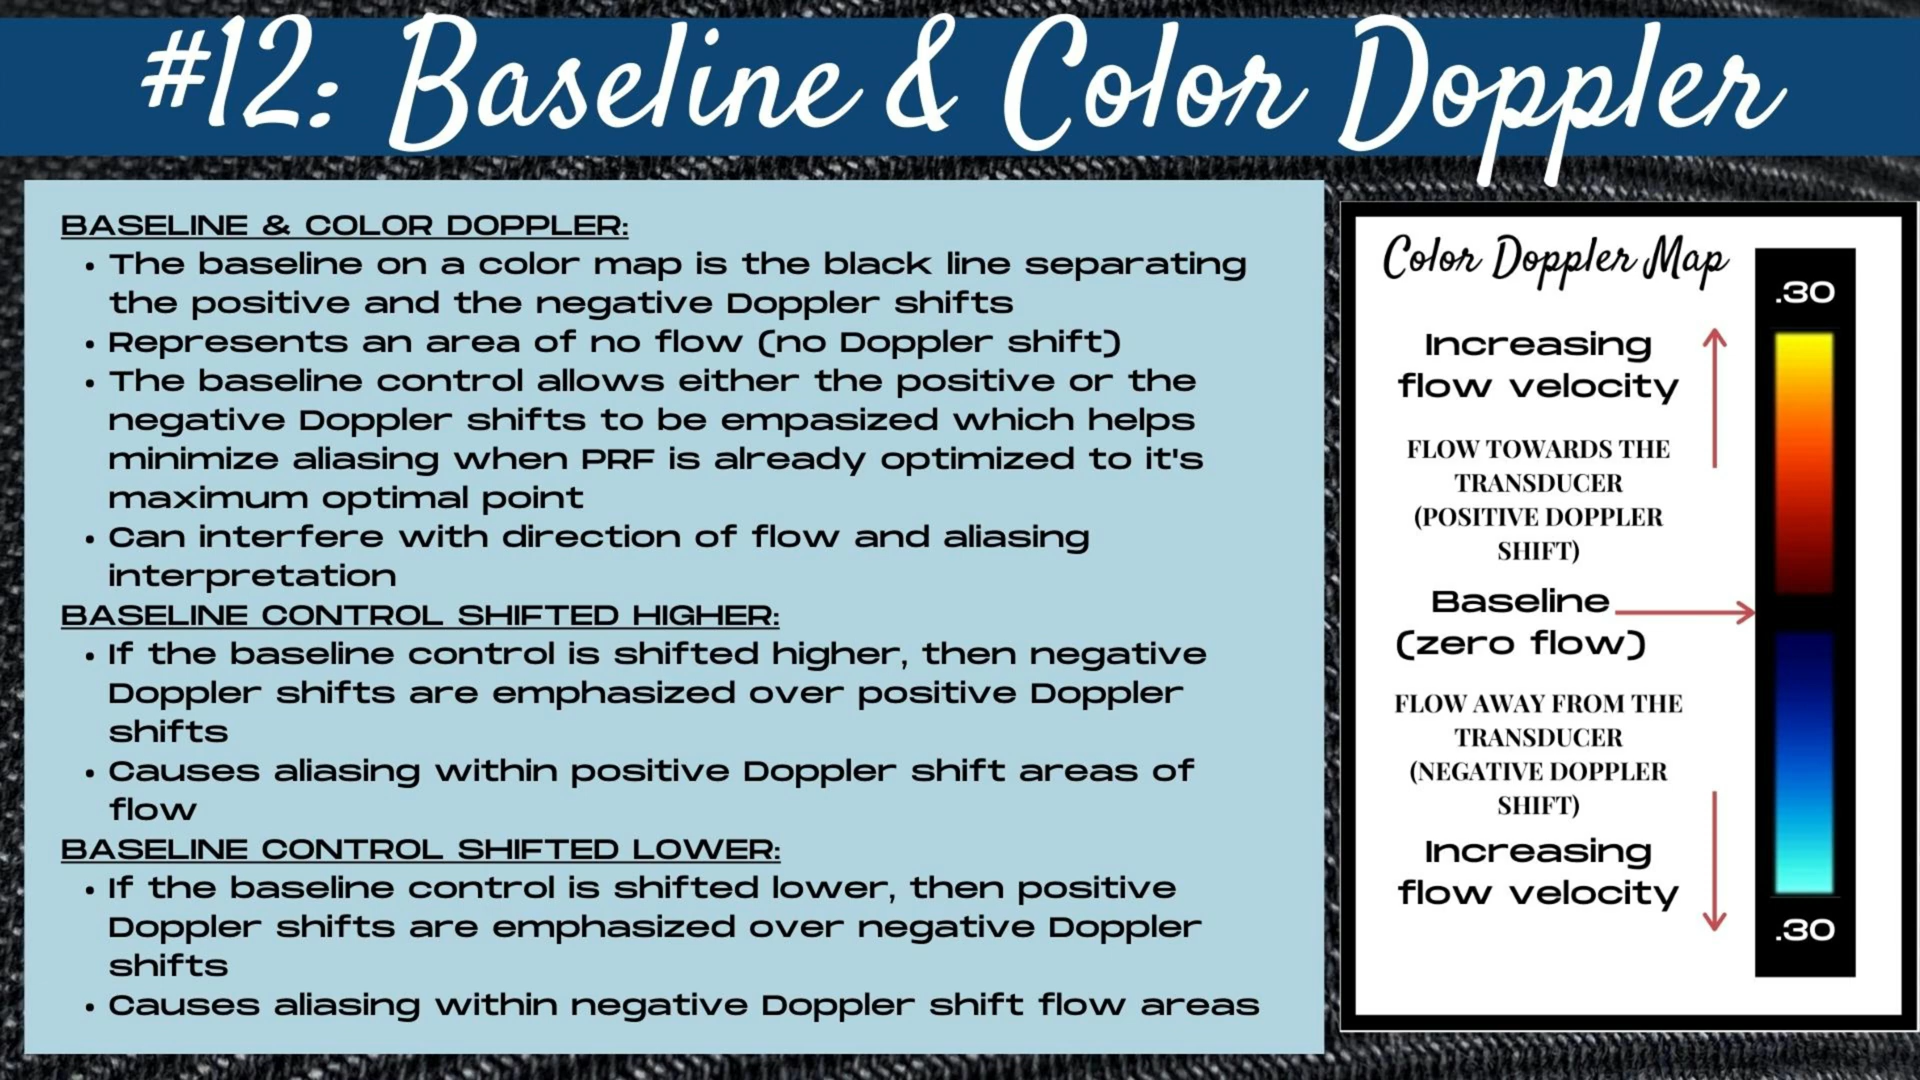 #12: Baseline & Color Doppler
BASELINE & COLOR DOPPLER:
• The baseline on a color map is the black line separating
the positive and the negative Doppler shifts
• Represents an area of no flow (no Doppler shift)
• The baseline control allows either the positive or the
negative Doppler shifts to be empasized which helps
minimize aliasing when PRF is already optimized to it's
maximum optimal point
• Can interfere with direction of flow and aliasing
interpretation
BASELINE CONTROL SHIFTED HIGHER:
• If the baseline control is shifted higher, then negative
Doppler shifts are emphasized over positive Doppler
shifts
• Causes aliasing within positive Doppler shift areas of
flow
BASELINE CONTROL SHIFTED LOWER:
• If the baseline control is shifted lower, then positive
Doppler shifts are emphasized over negative Doppler
shifts
• Causes aliasing within negative Doppler shift flow areas
Color Doppler Map
.30
Increasing
flow velocity
FLOW TOWARDS THE
TRANSDUCER
(POSITIVE DOPPLER
SHIFT)
Baseline
(zero flow)
FLOW AWAY FROM THE
TRANSDUCER
(NEGATIVE DOPPLER
SHIFT)
Increasing
flow velocity
.30